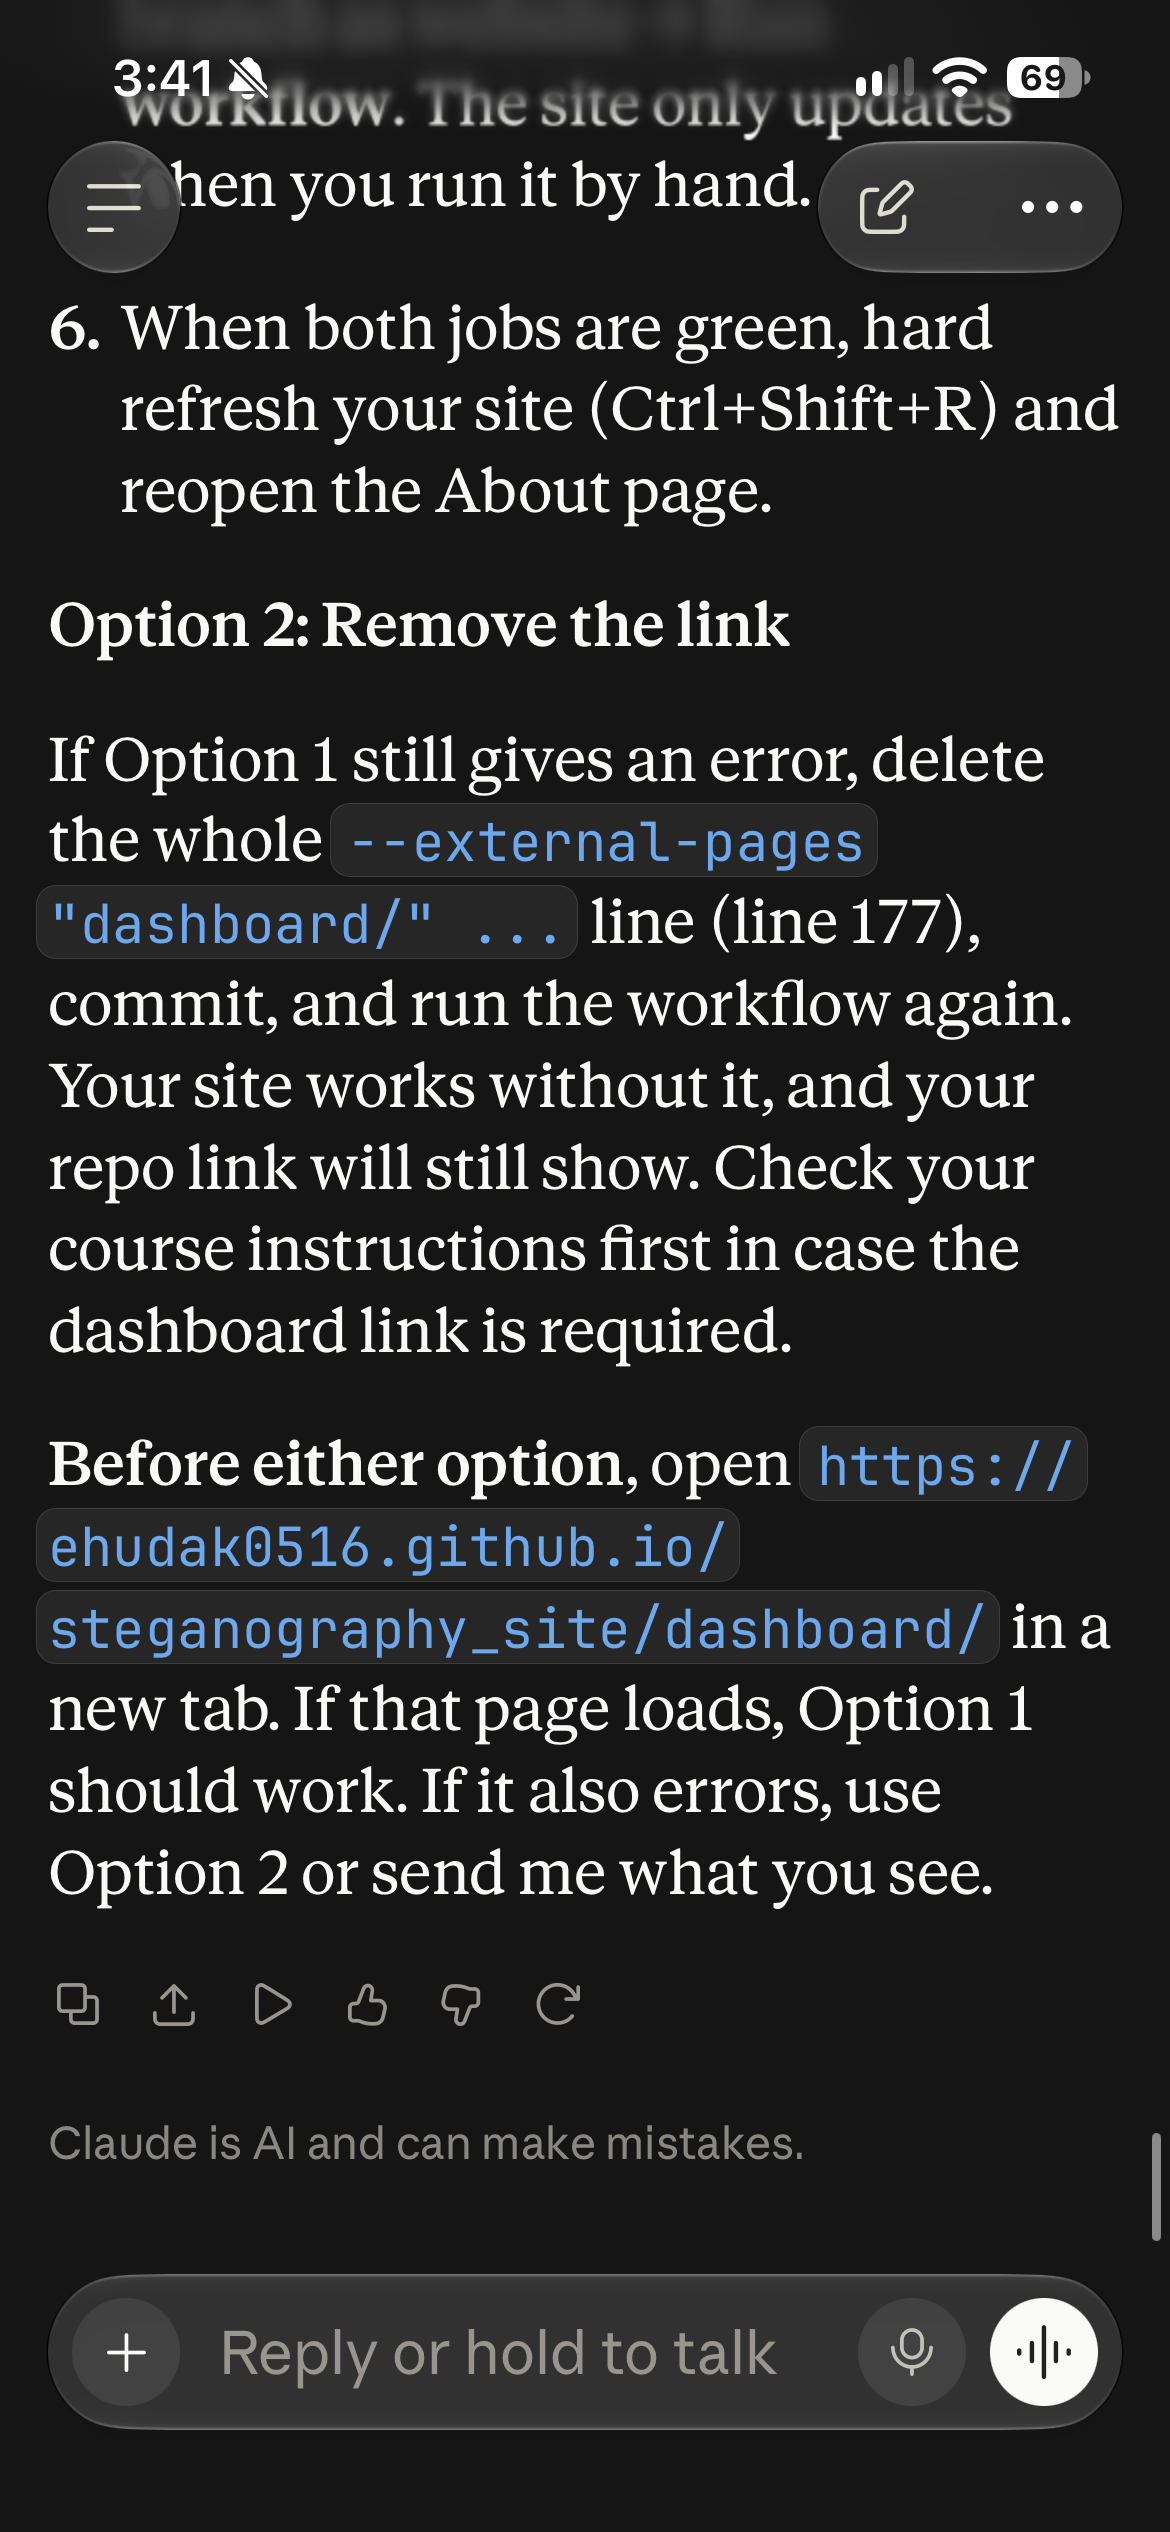 3:41
69
workflow. The site only updates
hen you run it by hand.
6. When both jobs are green, hard
refresh your site (Ctrl+Shift+R) and
reopen the About page.
Option 2: Remove the link
If Option 1 still gives an error, delete
the whole --external-pages
"dashboard/" ... line (line 177),
commit, and run the workflow again.
Your site works without it, and your
repo link will still show. Check your
course instructions first in case the
dashboard link is required.
Before either option, open https://
ehudak0516.github.io/
steganography_site/dashboard/ in a
new tab. If that page loads, Option 1
should work. If it also errors, use
Option 2 or send me what you see.
Claude is AI and can make mistakes.
Reply or hold to talk